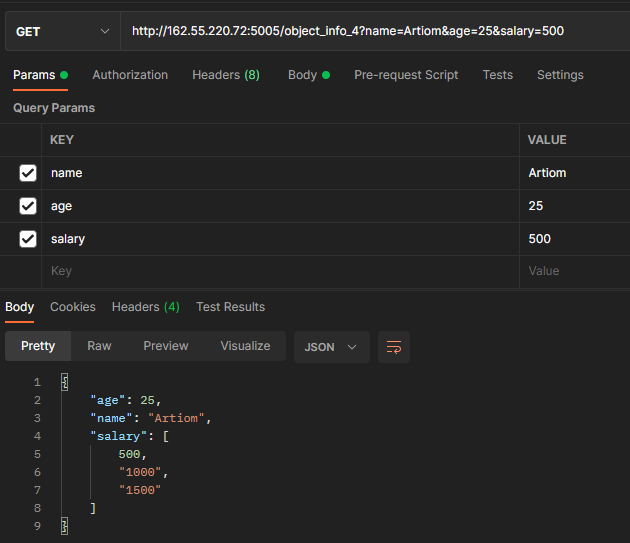 GET http://162.55.220.72:5005/object_info_4?name=Artiom&age=25&salary=500
Params Authorization Headers (8) Body Pre-request Script Tests Settings
Query Params
KEY VALUE
name Artiom
age 25
salary 500
Key Value
Body Cookies Headers (4) Test Results
Pretty Raw Preview Visualize JSON
1 {
2 "age": 25,
3 "name": "Artiom",
4 "salary": [
5 500,
6 "1000",
7 "1500"
8 ]
9 }